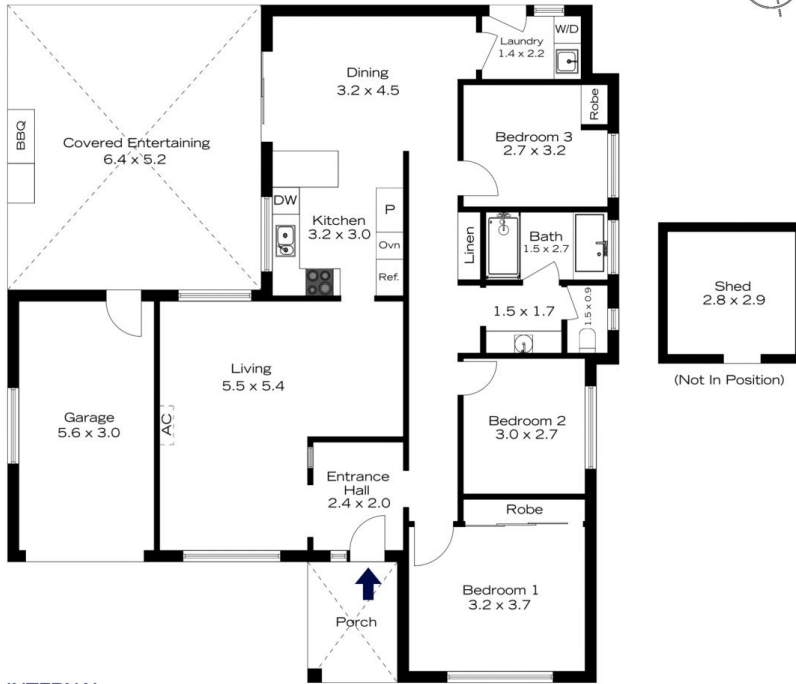 Laundry
1.4 x 2.2
W/D
Dining
3.2 x 4.5
Robe
BBQ
Covered Entertaining
6.4 x 5.2
Bedroom 3
2.7 x 3.2
DW
P
Kitchen
3.2 x 3.0
Ovn
Ref.
Linen
Bath
1.5 x 2.7
Shed
2.8 x 2.9
(Not In Position)
1.5 x 1.7
1.5 x 0.9
Living
5.5 x 5.4
Garage
5.6 x 3.0
AC
Bedroom 2
3.0 x 2.7
Entrance
Hall
2.4 x 2.0
Robe
Bedroom 1
3.2 x 3.7
Porch